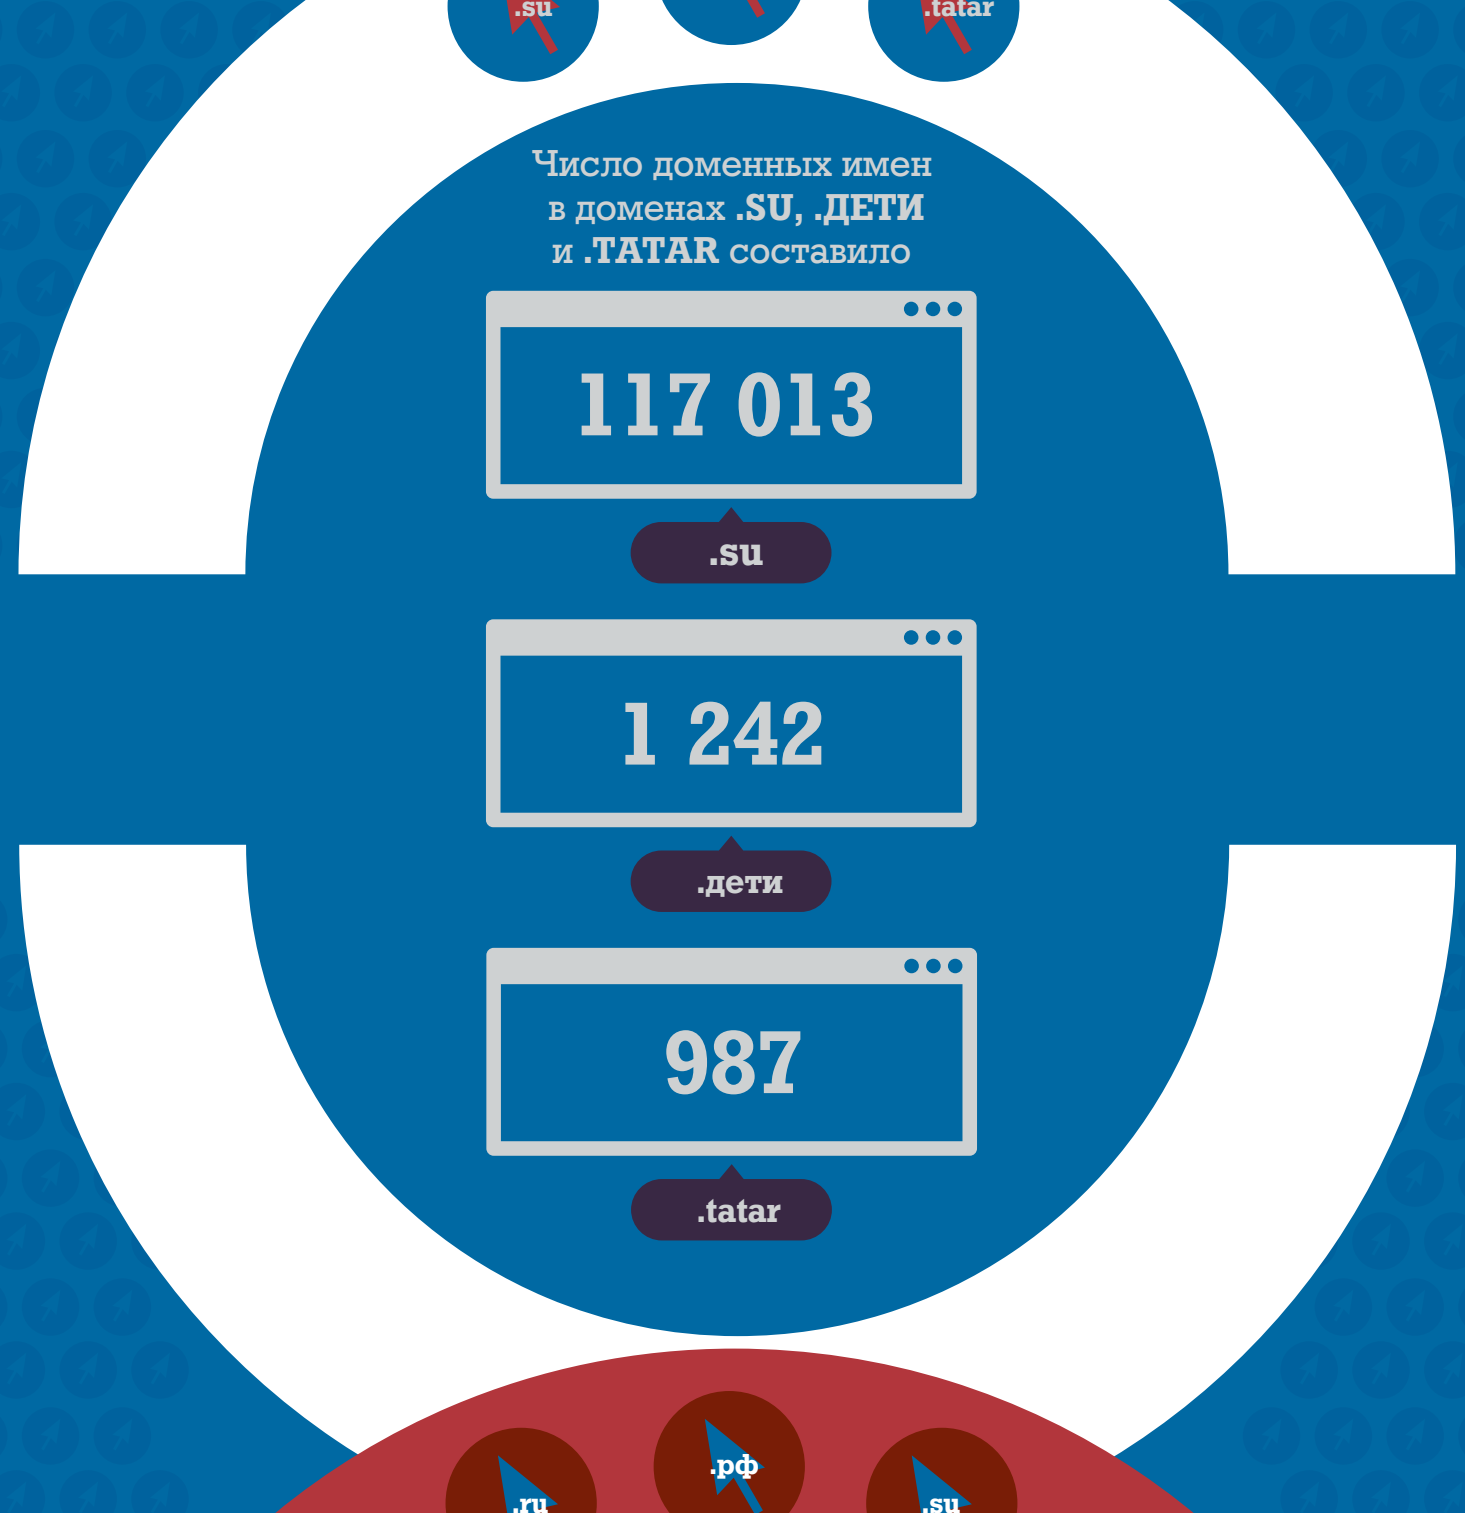 .su
.tatar
Число доменных имен
в доменах .SU, .ДЕТИ
и .TATAR составило
117 013
.su
1 242
.дети
987
.tatar
.рф
.ru
.su